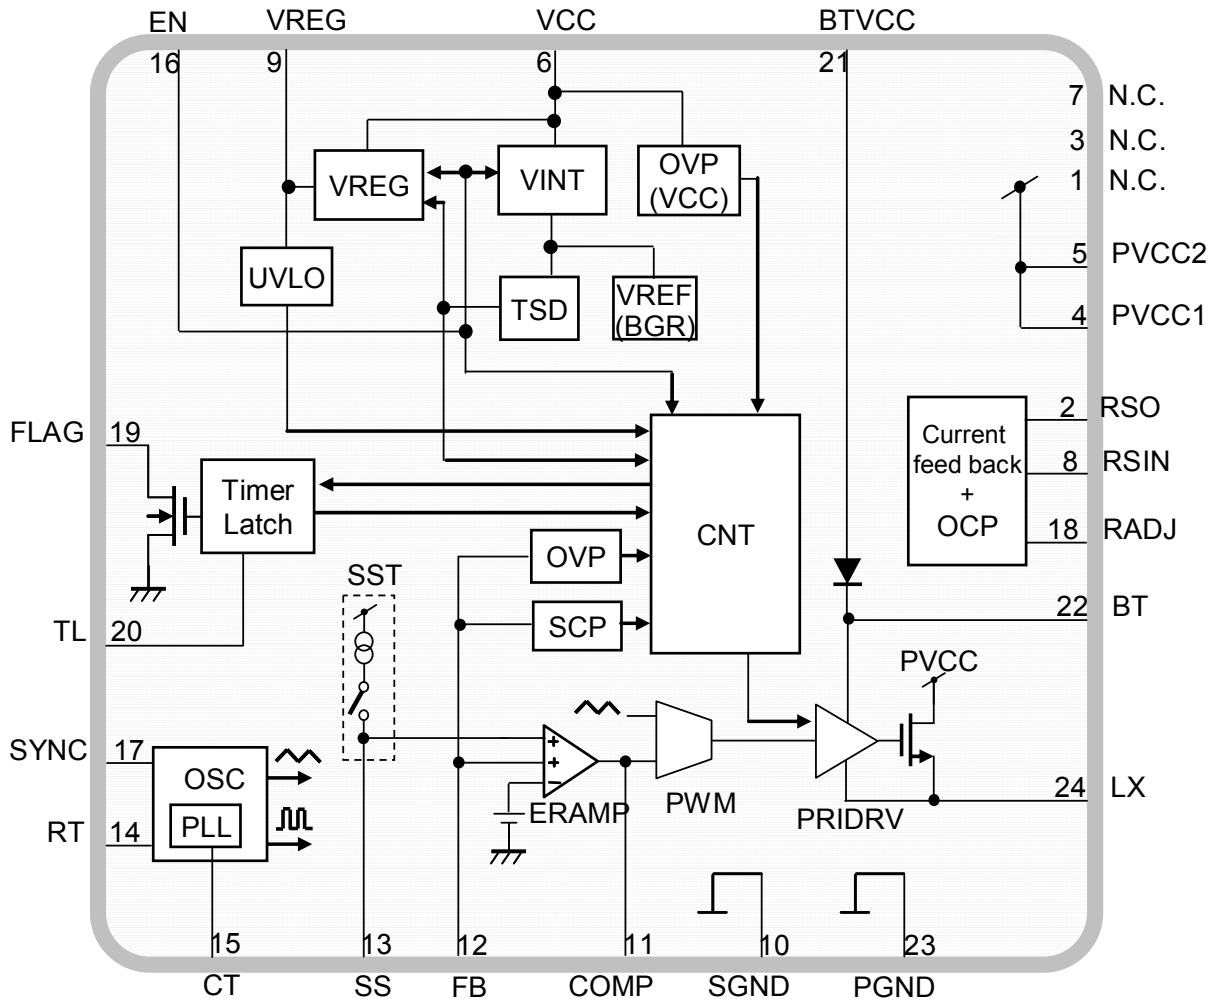 EN
VREG
VCC
BTVCC
16
9
6
21
7 N.C.
3 N.C.
1 N.C.
VREG
VINT
OVP
(VCC)
5 PVCC2
UVLO
TSD
VREF
(BGR)
4 PVCC1
2 RSO
FLAG 19
Current
feed back
+
OCP
8 RSIN
18 RADJ
Timer
Latch
CNT
OVP
SST
SCP
22 BT
TL 20
PVCC
SYNC 17
OSC
PLL
RT 14
ERAMP
PWM
PRIDRV
24 LX
15
13
12
11
10
23
CT
SS
FB
COMP
SGND
PGND